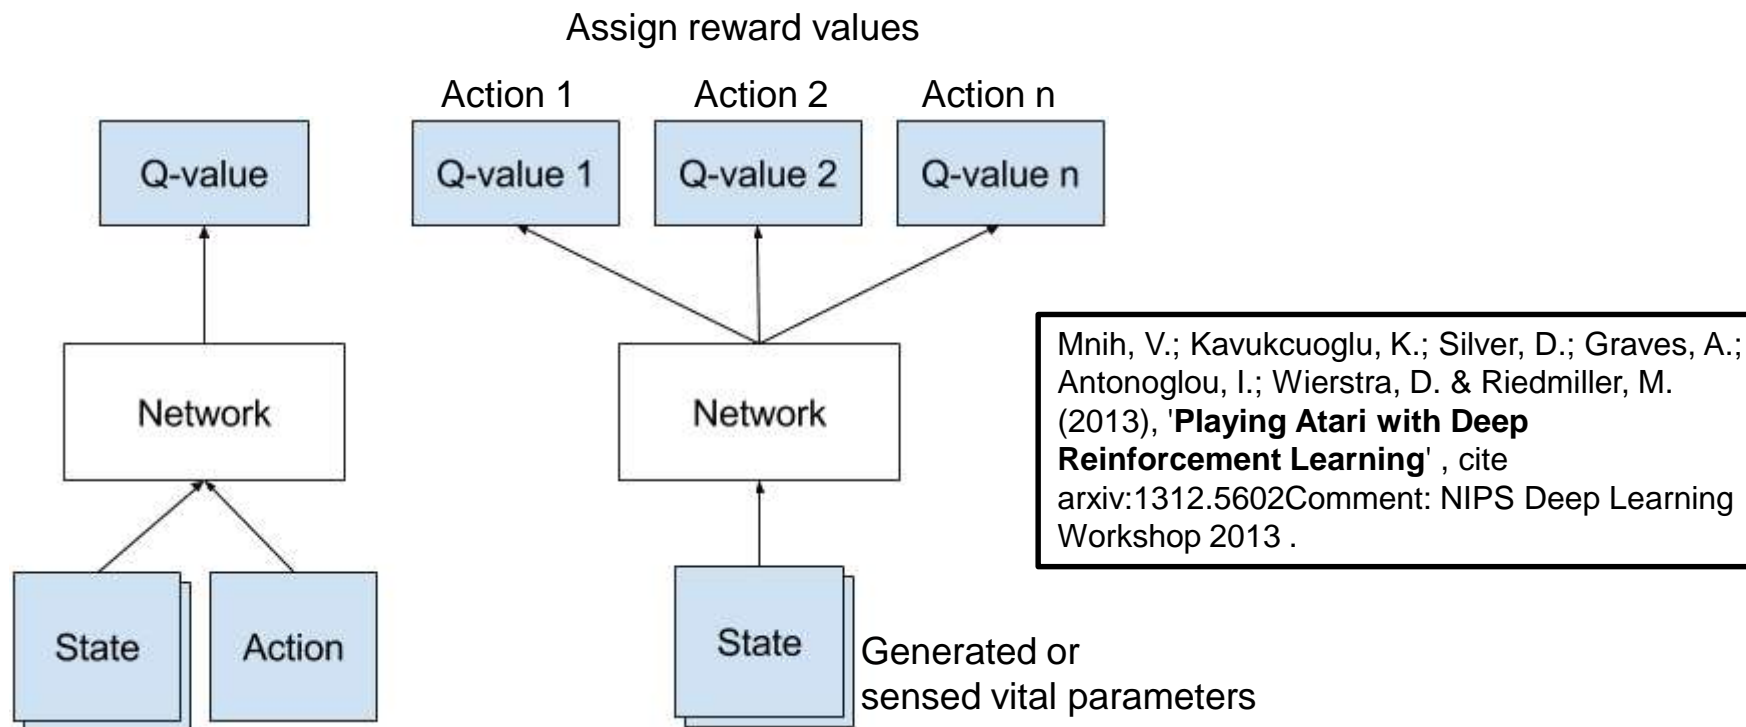 Assign reward values
Action 1
Action 2
Action n
Q-value
Q-value 1
Q-value 2
Q-value n
Network
Network
Mnih, V.; Kavukcuoglu, K.; Silver, D.; Graves, A.;
Antonoglou, I.; Wierstra, D. & Riedmiller, M.
(2013), 'Playing Atari with Deep
Reinforcement Learning' , cite
arxiv:1312.5602Comment: NIPS Deep Learning
Workshop 2013 .
State
Action
State
Generated or
sensed vital parameters